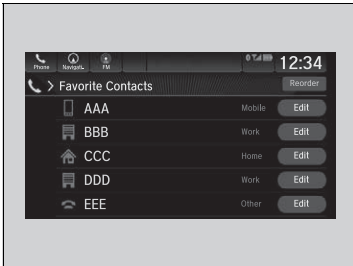 Phone Navigati.. FM 12:34
Favorite Contacts Reorder
AAA Mobile Edit
BBB Work Edit
CCC Home Edit
DDD Work Edit
EEE Other Edit